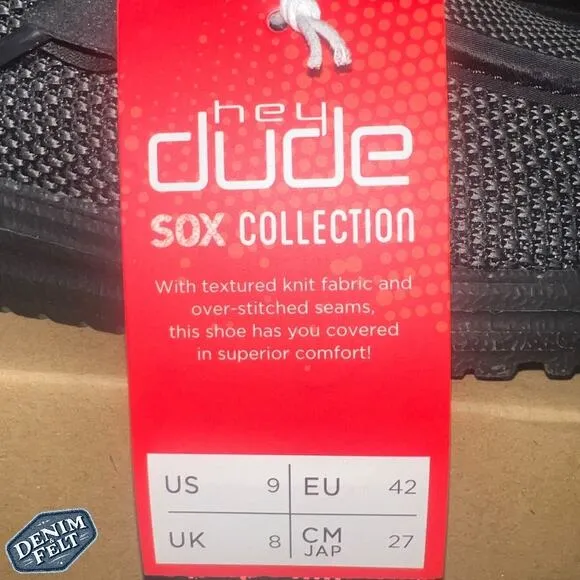 hey
dude
SOX COLLECTION
With textured knit fabric and
over-stitched seams,
this shoe has you covered
in superior comfort!
US 9 EU 42
UK 8 CM JAP 27
DENIM
&
FELT